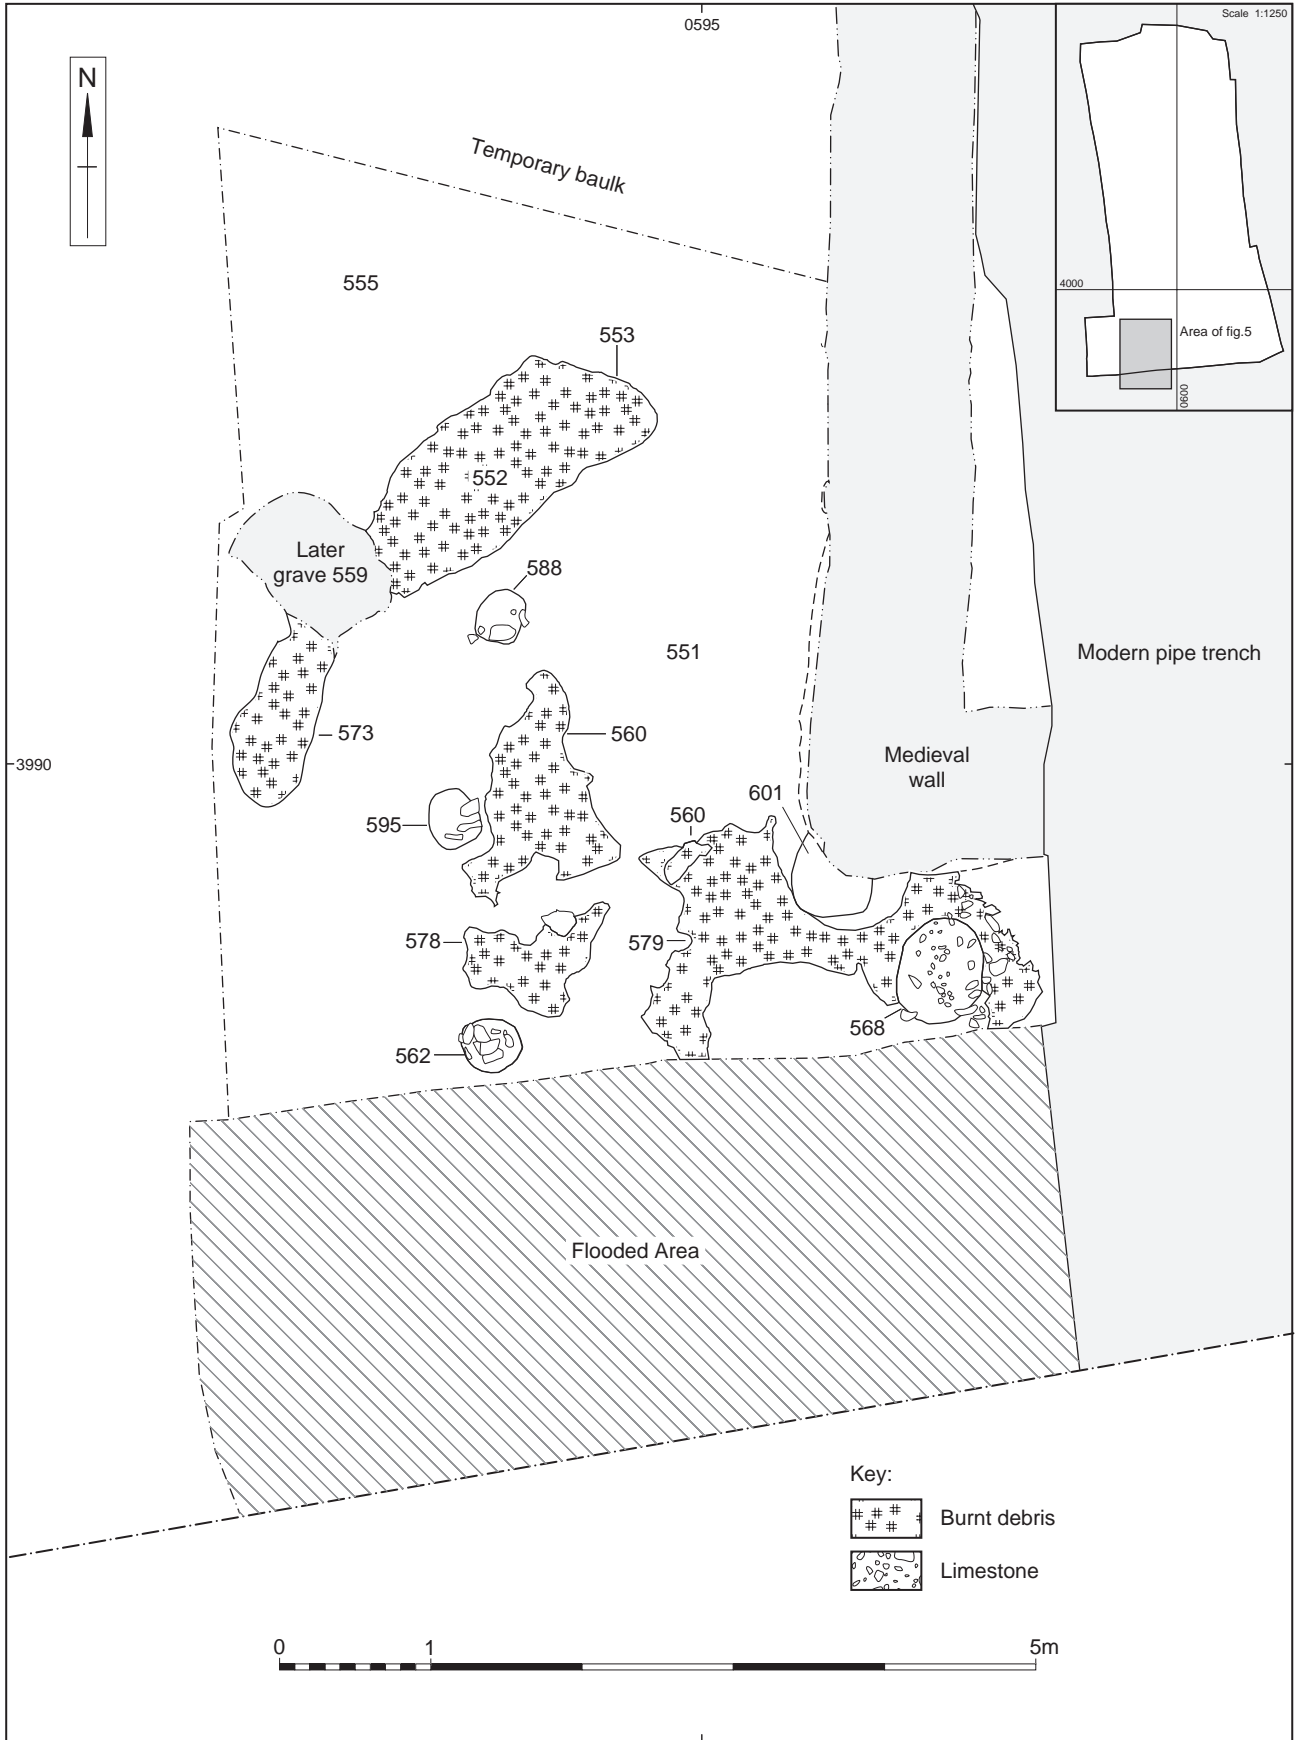 0595
Scale 1:1250
N
Temporary baulk
555
4000
553
Area of fig.5
0600
552
Later
grave 559
588
551
Modern pipe trench
573
560
3990
Medieval
wall
601
595
560
578
579
568
562
Flooded Area
Key:
Burnt debris
Limestone
0 1 5m